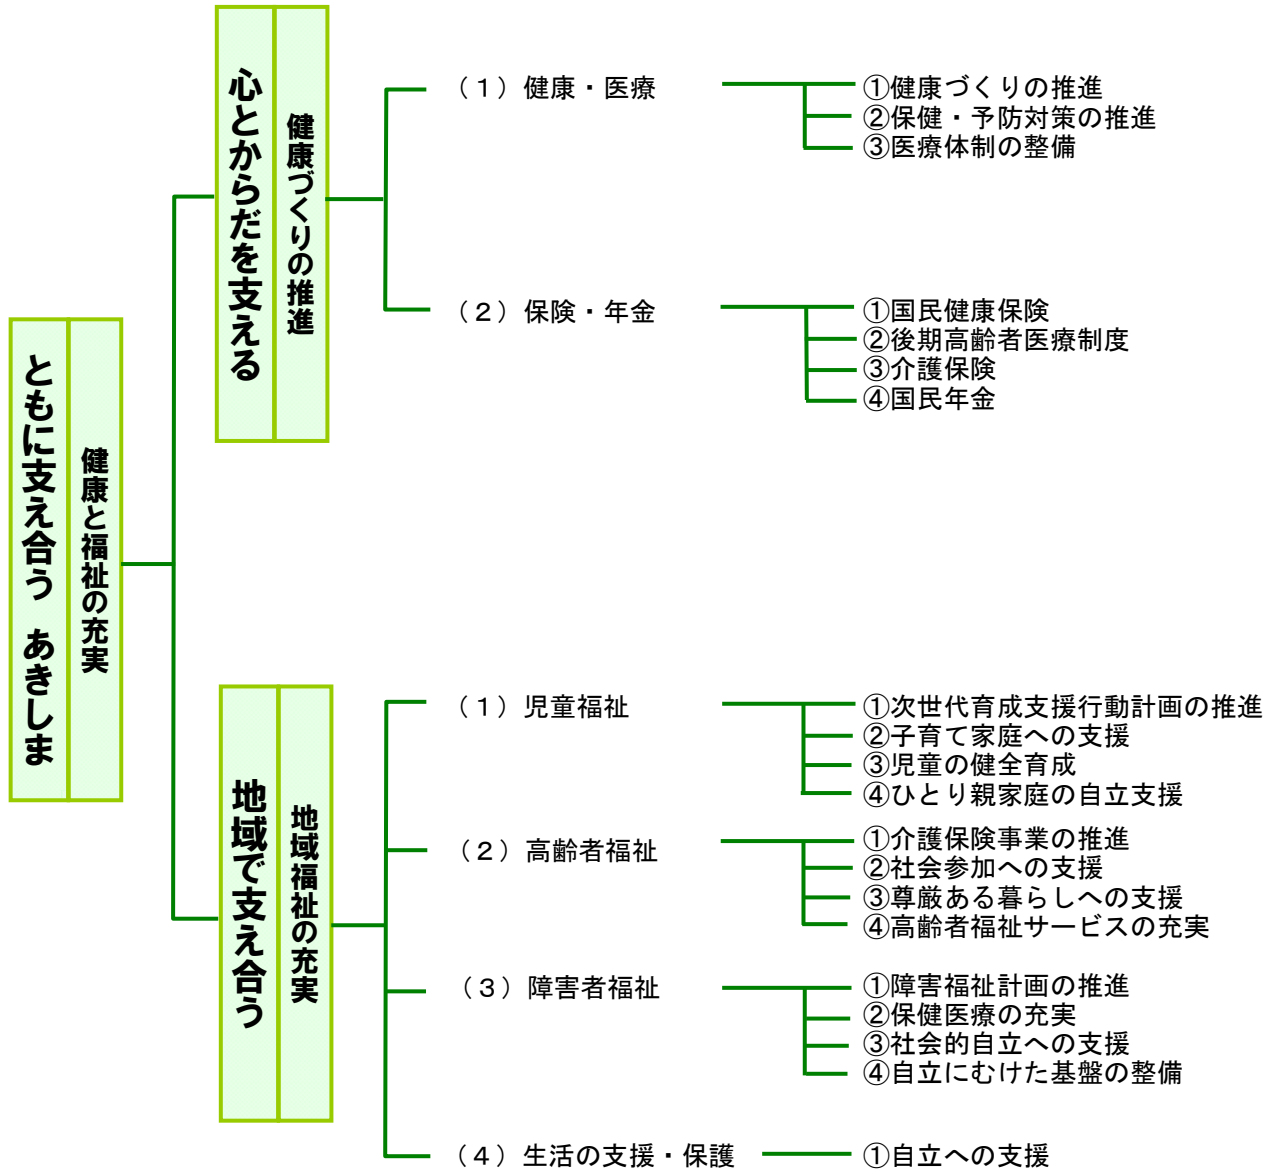 ともに支え合う　あきしま
健康と福祉の充実
心とからだを支える
健康づくりの推進
（１）健康・医療
①健康づくりの推進
②保健・予防対策の推進
③医療体制の整備
（２）保険・年金
①国民健康保険
②後期高齢者医療制度
③介護保険
④国民年金
地域で支え合う
地域福祉の充実
（１）児童福祉
①次世代育成支援行動計画の推進
②子育て家庭への支援
③児童の健全育成
④ひとり親家庭の自立支援
（２）高齢者福祉
①介護保険事業の推進
②社会参加への支援
③尊厳ある暮らしへの支援
④高齢者福祉サービスの充実
（３）障害者福祉
①障害福祉計画の推進
②保健医療の充実
③社会的自立への支援
④自立にむけた基盤の整備
（４）生活の支援・保護
①自立への支援